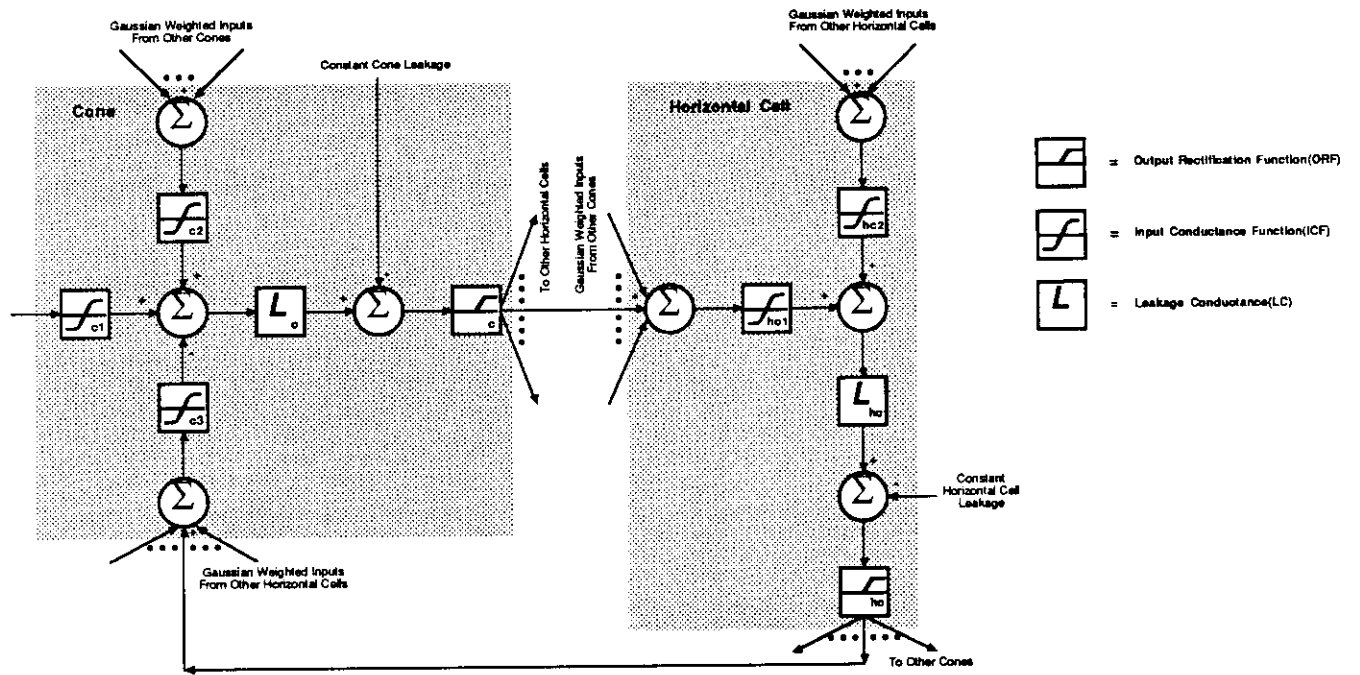 Gaussian Weighted Inputs
From Other Cones
Constant Cone Leakage
Gaussian Weighted Inputs
From Other Horizontal Cells
Cone
Horizontal Cell
Σ
Σ
c2
hc2
To Other Horizontal Cells
Gaussian Weighted Inputs
From Other Cones
c1
Σ
L
c
Σ
c
Σ
hc1
Σ
c3
L
hc
Σ
Σ
Constant
Horizontal Cell
Leakage
Gaussian Weighted Inputs
From Other Horizontal Cells
hc
To Other Cones
= Output Rectification Function(ORF)
= Input Conductance Function(ICF)
L = Leakage Conductance(LC)